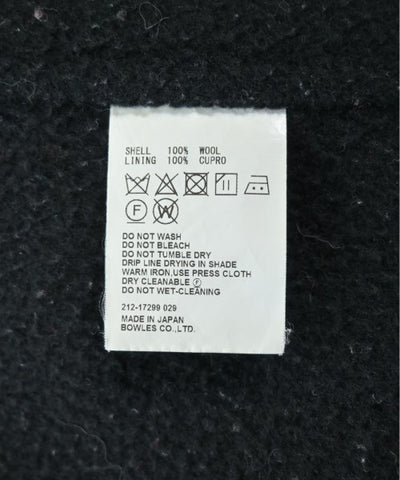 SHELL 100% WOOL
LINING 100% CUPRO
F W
DO NOT WASH
DO NOT BLEACH
DO NOT TUMBLE DRY
DRIP LINE DRYING IN SHADE
WARM IRON,USE PRESS CLOTH
DRY CLEANABLE Ⓕ
DO NOT WET-CLEANING
212-17299 029
MADE IN JAPAN
BOWLES CO.,LTD.